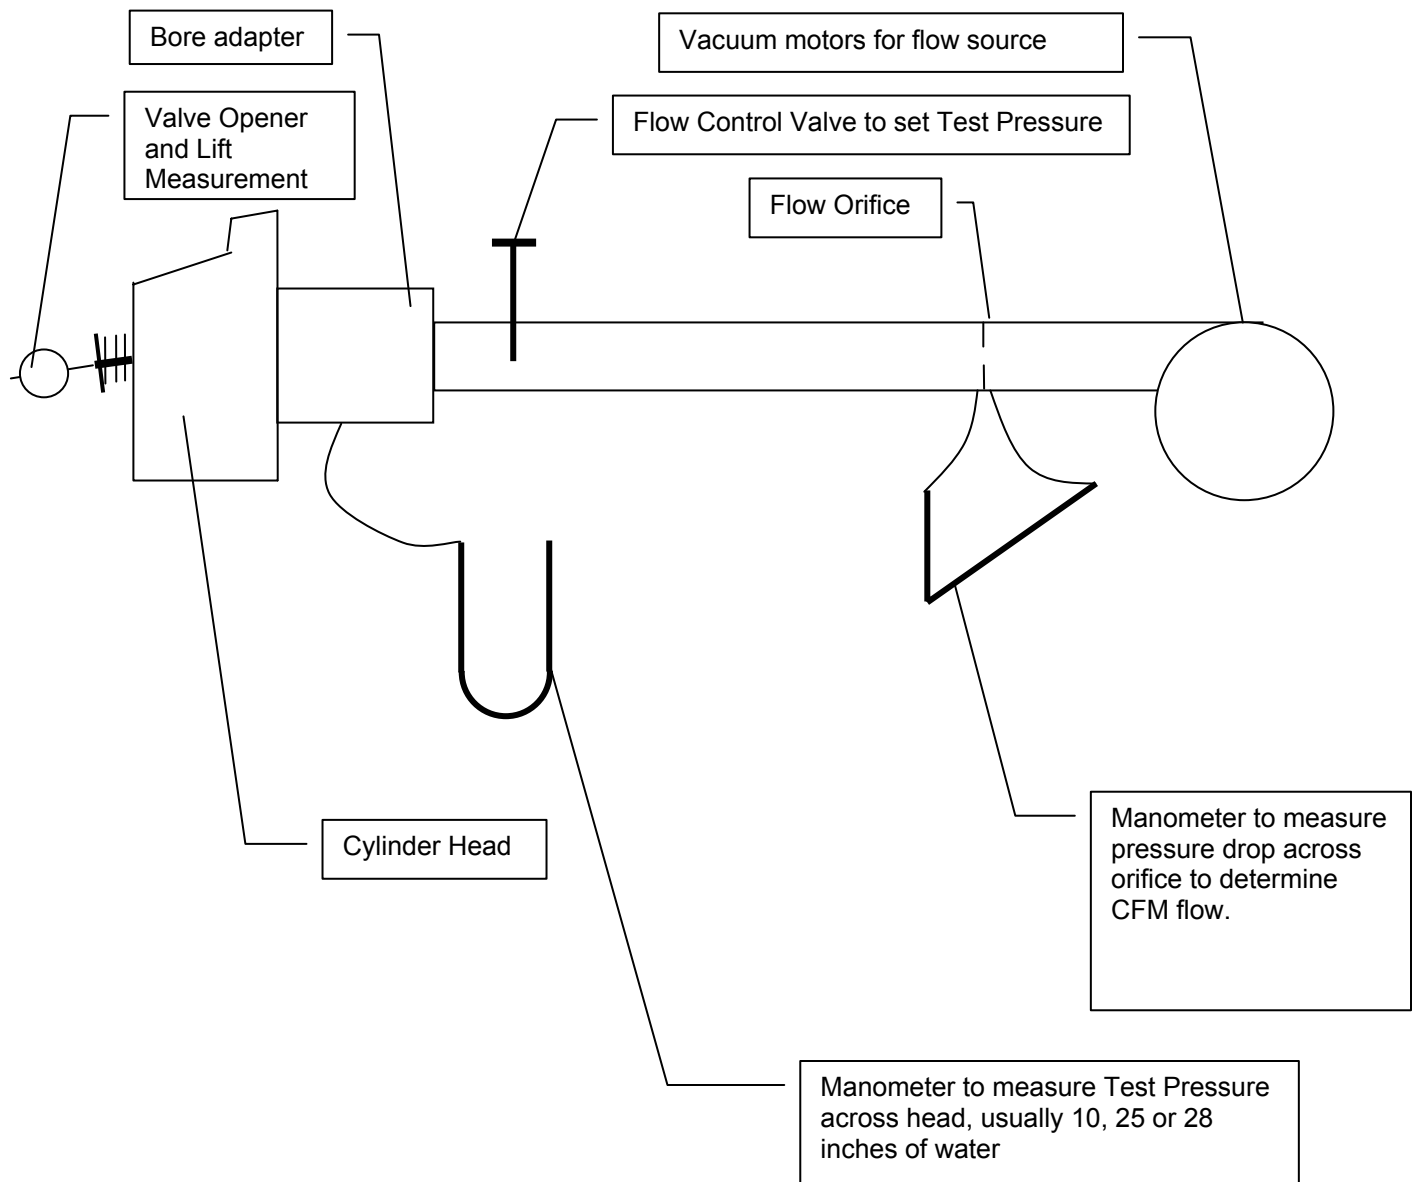 Bore adapter
Vacuum motors for flow source
Valve Opener
and Lift
Measurement
Flow Control Valve to set Test Pressure
Flow Orifice
Cylinder Head
Manometer to measure
pressure drop across
orifice to determine
CFM flow.
Manometer to measure Test Pressure
across head, usually 10, 25 or 28
inches of water